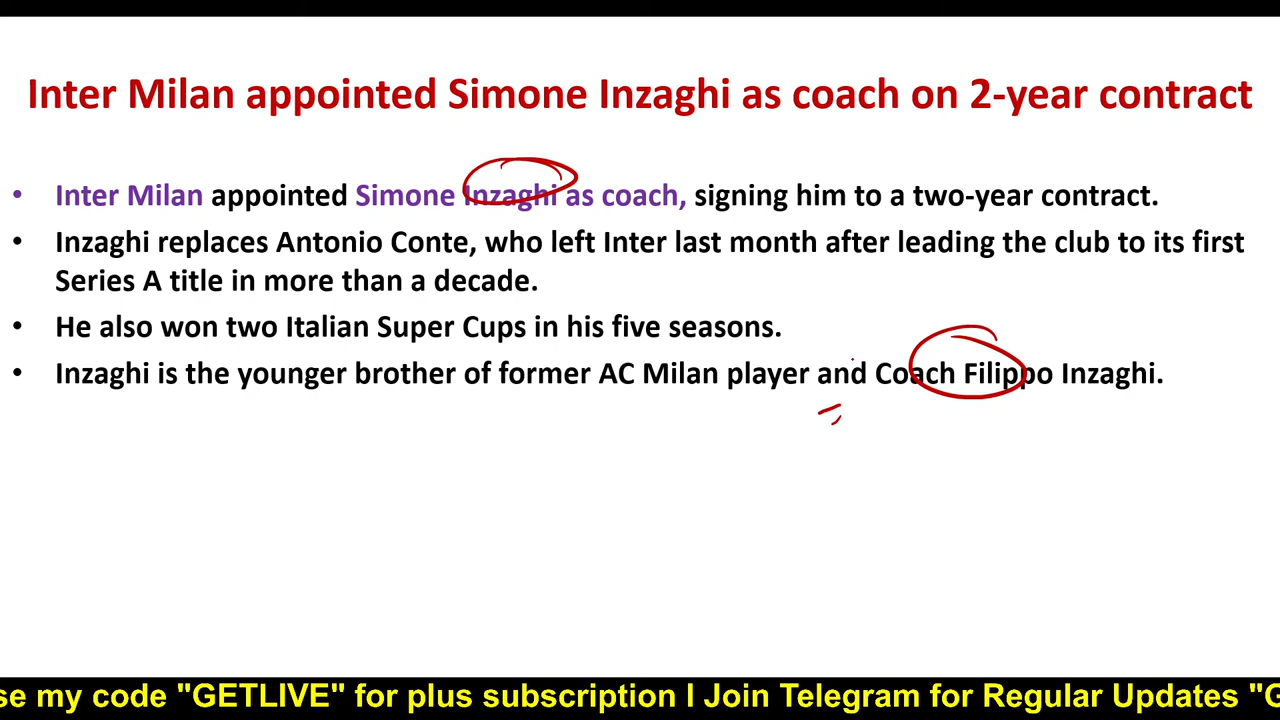 Inter Milan appointed Simone Inzaghi as coach on 2-year contract
• Inter Milan appointed Simone Inzaghi as coach, signing him to a two-year contract.
• Inzaghi replaces Antonio Conte, who left Inter last month after leading the club to its first
Series A title in more than a decade.
• He also won two Italian Super Cups in his five seasons.
• Inzaghi is the younger brother of former AC Milan player and Coach Filippo Inzaghi.
se my code "GETLIVE" for plus subscription I Join Telegram for Regular Updates "G